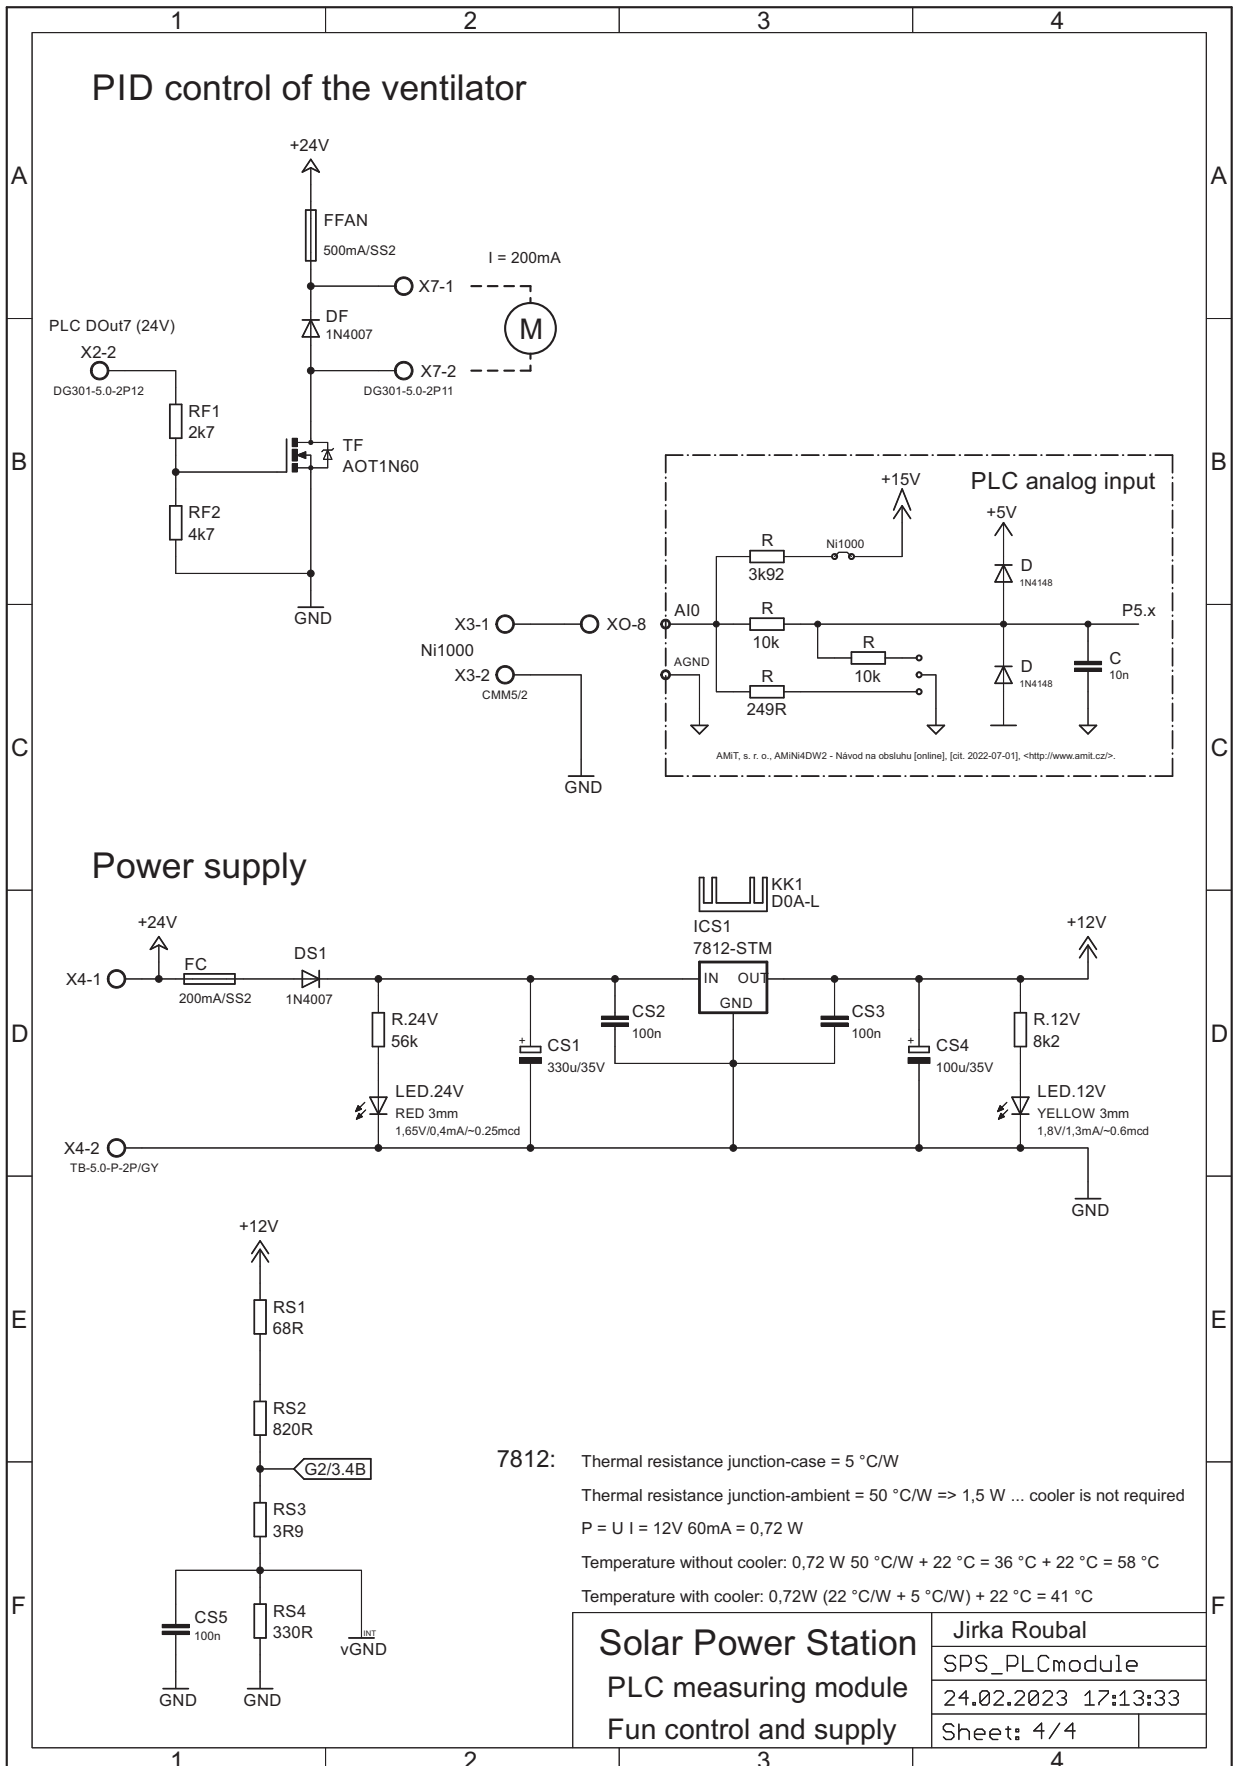 1 2 3 4
PID control of the ventilator
+24V
A A
FFAN
500mA/SS2
I = 200mA
X7-1
DF
1N4007
M
PLC DOut7 (24V)
X2-2
DG301-5.0-2P12
X7-2
DG301-5.0-2P11
RF1
2k7
TF
AOT1N60
B B
RF2
4k7
GND
PLC analog input
+15V
+5V
R
3k92
Ni1000
D
1N4148
X3-1
XO-8
AI0
R
10k
P5.x
Ni1000
X3-2
CMM5/2
AGND
R
10k
D
1N4148
C
10n
R
249R
AMiT, s. r. o., AMiNi4DW2 - Návod na obsluhu [online], [cit. 2022-07-01], <http://www.amit.cz/>.
C C
GND
Power supply
KK1
D0A-L
+24V
ICS1
7812-STM
+12V
X4-1
FC
200mA/SS2
DS1
1N4007
IN OUT
GND
R.24V
56k
CS1
330u/35V
CS2
100n
CS3
100n
CS4
100u/35V
R.12V
8k2
D D
+
+
LED.24V
RED 3mm
1,65V/0,4mA/~0.25mcd
LED.12V
YELLOW 3mm
1,8V/1,3mA/~0.6mcd
X4-2
TB-5.0-P-2P/GY
GND
+12V
RS1
68R
E E
RS2
820R
G2/3.4B
RS3
3R9
CS5
100n
RS4
330R
INT
vGND
GND
GND
7812: Thermal resistance junction-case = 5 °C/W
Thermal resistance junction-ambient = 50 °C/W => 1,5 W ... cooler is not required
P = U I = 12V 60mA = 0,72 W
Temperature without cooler: 0,72 W 50 °C/W + 22 °C = 36 °C + 22 °C = 58 °C
Temperature with cooler: 0,72W (22 °C/W + 5 °C/W) + 22 °C = 41 °C
F F
Solar Power Station
PLC measuring module
Fun control and supply
Jirka Roubal
SPS_PLCmodule
24.02.2023 17:13:33
Sheet: 4/4
1 2 3 4